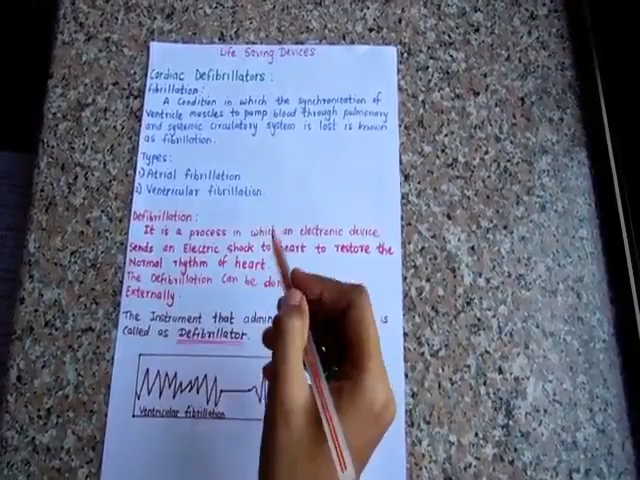 Life Saving Devices
Cardiac Defibrillators :
Fibrillation :
A Condition in which the synchronization of
Ventricle muscles to pump blood through pulmonary
and systemic circulatory system is lost is known
as fibrillation.
Types :
1) Atrial fibrillation
2) Ventricular fibrillation
Defibrillation :
It is a process in which an electronic device
Sends an Electric shock to heart to restore the
Normal rhythm of heart.
The Defibrillation Can be
Externally
The Instrument that is
called as Defibrillator.
Ventricular fibrillation